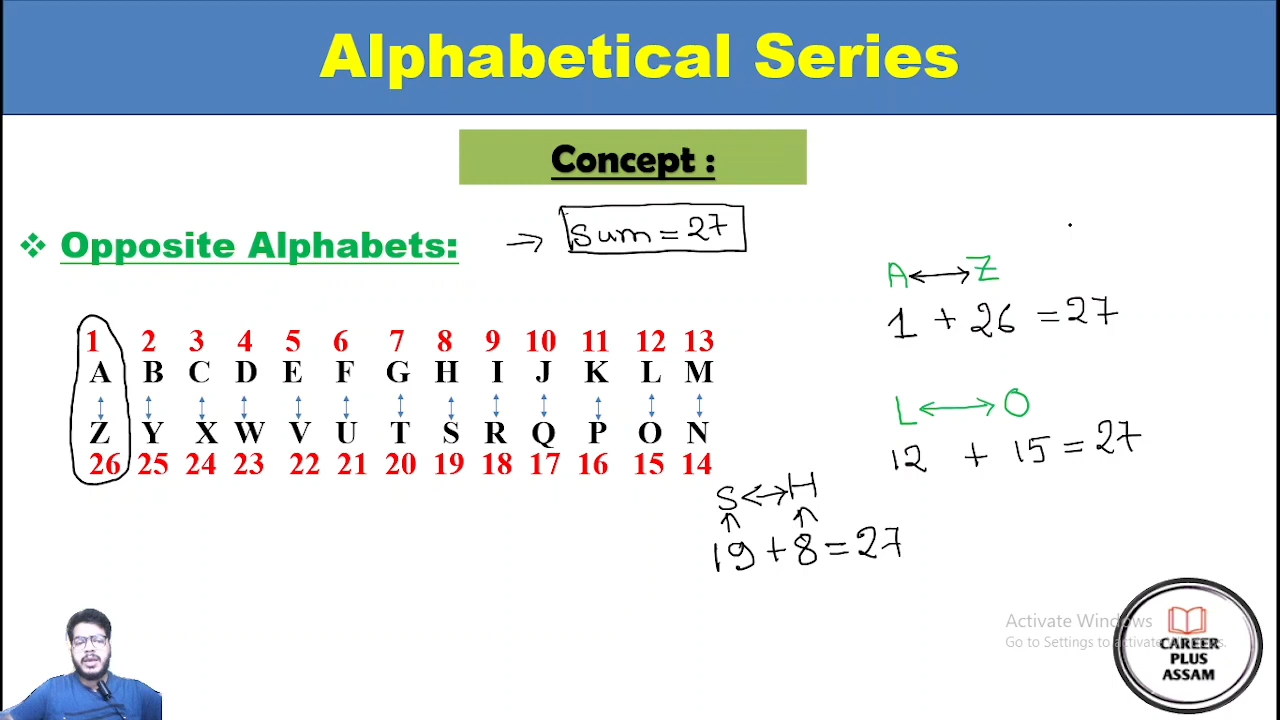 Alphabetical Series
Concept :
❖ Opposite Alphabets: → Sum = 27
A ↔ Z
1 + 26 = 27
1 2 3 4 5 6 7 8 9 10 11 12 13
A B C D E F G H I J K L M
Z Y X W V U T S R Q P O N
26 25 24 23 22 21 20 19 18 17 16 15 14
L ↔ O
12 + 15 = 27
S ↔ H
19 + 8 = 27
Activate Windows
Go to Settings to activate
CAREER
PLUS
ASSAM